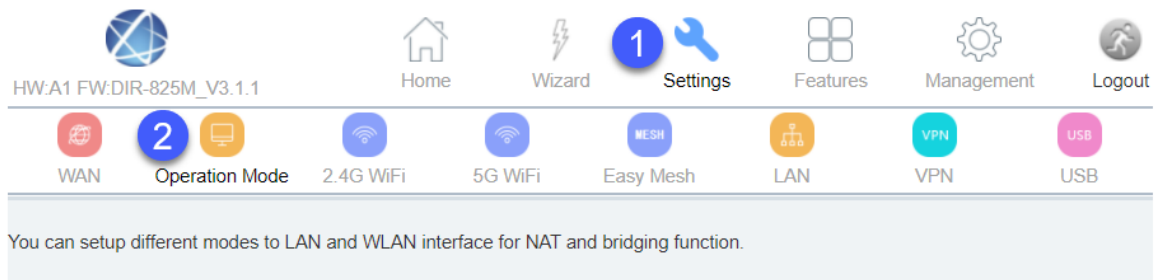 1
HW:A1 FW:DIR-825M_V3.1.1
Home Wizard Settings Features Management Logout
2 MESH VPN USB
WAN Operation Mode 2.4G WiFi 5G WiFi Easy Mesh LAN VPN USB
You can setup different modes to LAN and WLAN interface for NAT and bridging function.